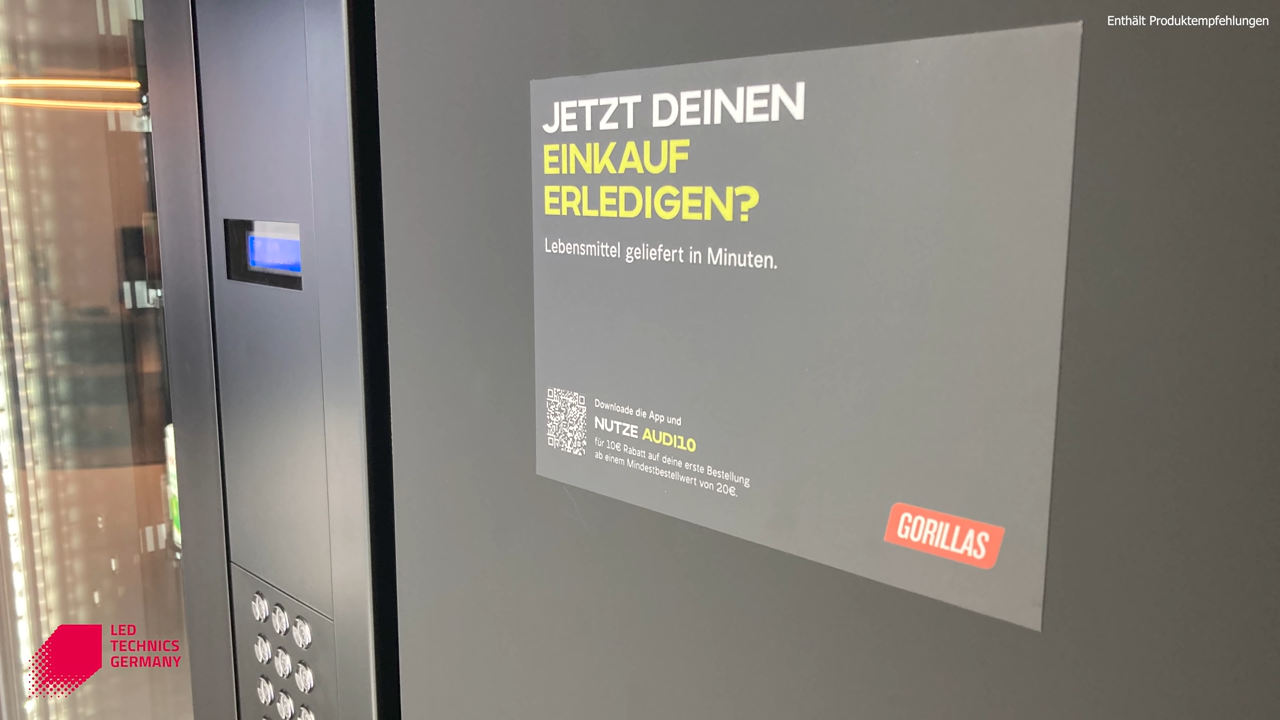 Enthält Produktempfehlungen
JETZT DEINEN
EINKAUF
ERLEDIGEN?
Lebensmittel geliefert in Minuten.
Downloade die App und
NUTZE AUDI10
für 10€ Rabatt auf deine erste Bestellung
ab einem Mindestbestellwert von 20€.
GORILLAS
LED
TECHNICS
GERMANY